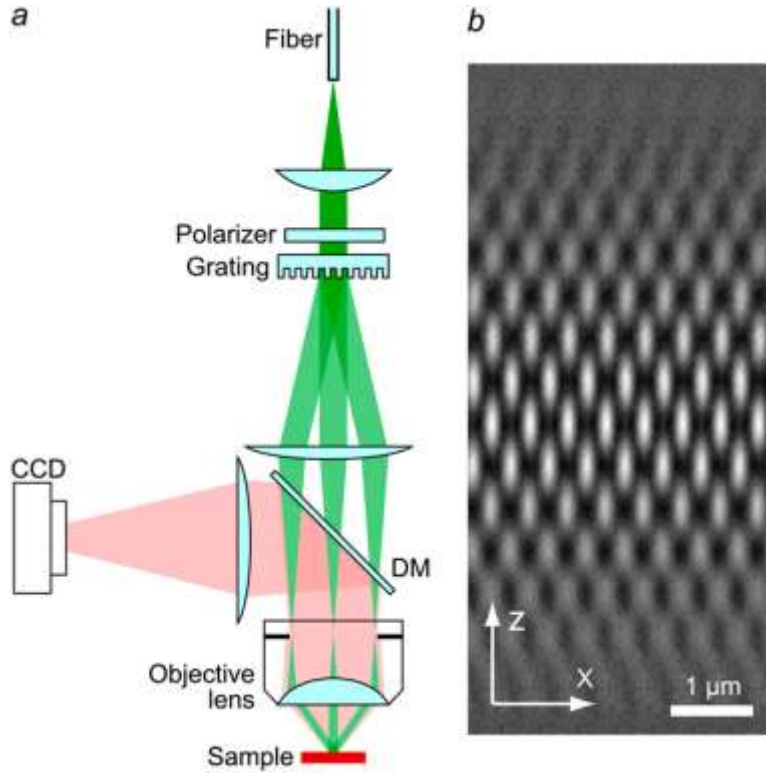 a
Fiber
Polarizer
Grating
CCD
DM
Objective
lens
Sample
b
z
x
1 μm